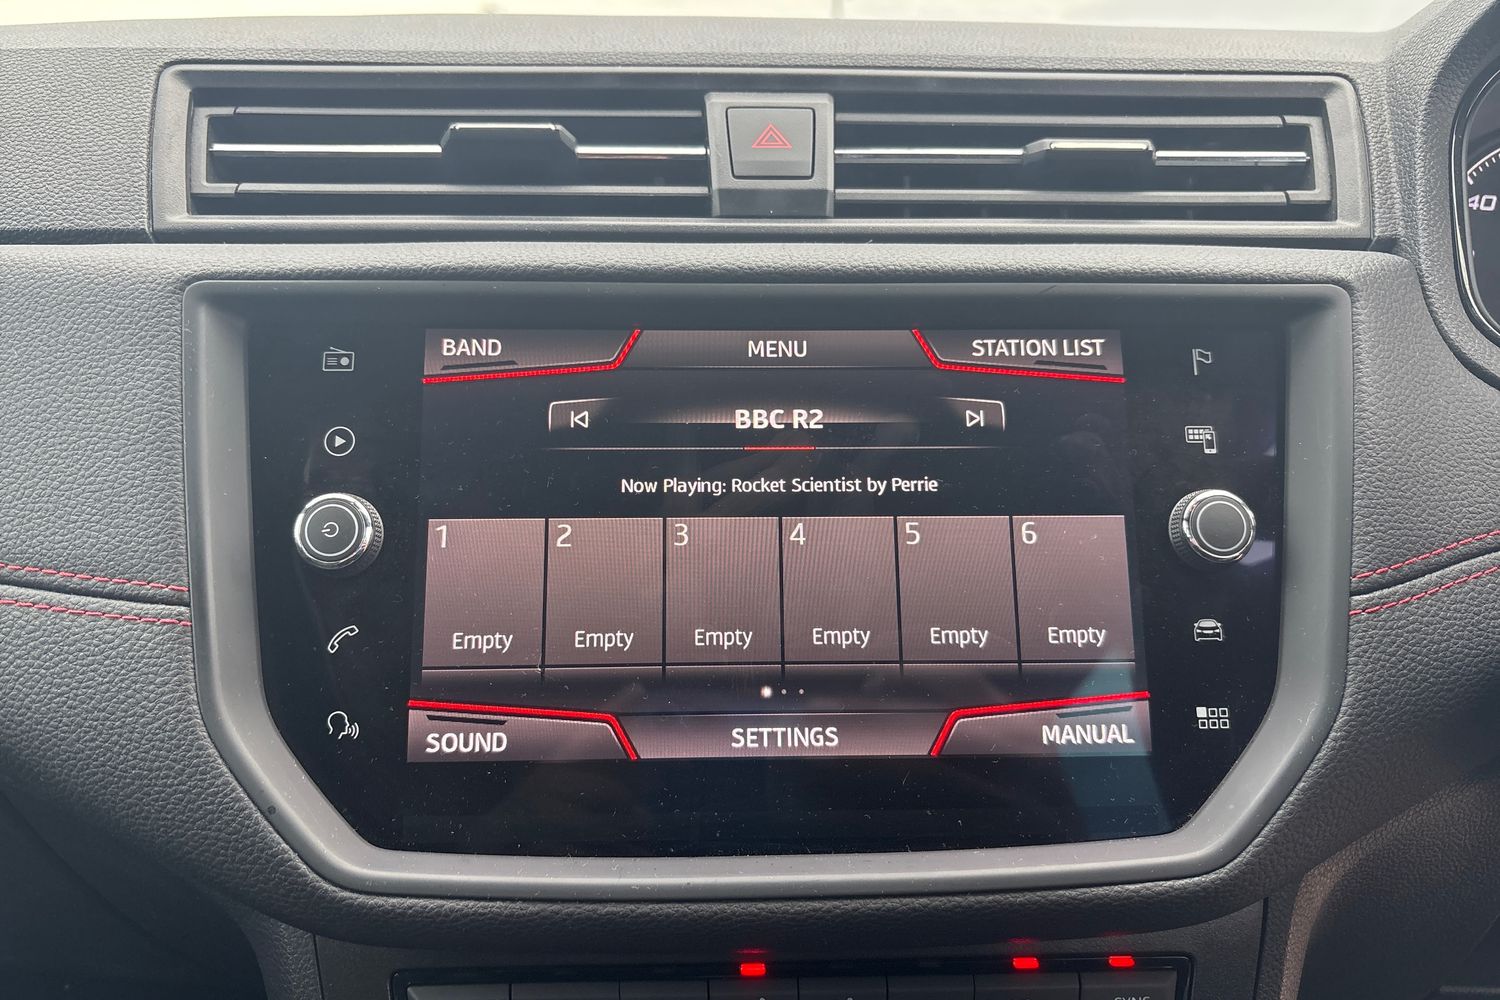 40
BAND MENU STATION LIST
BBC R2
Now Playing: Rocket Scientist by Perrie
1 2 3 4 5 6
Empty Empty Empty Empty Empty Empty
SOUND SETTINGS MANUAL
SYNC